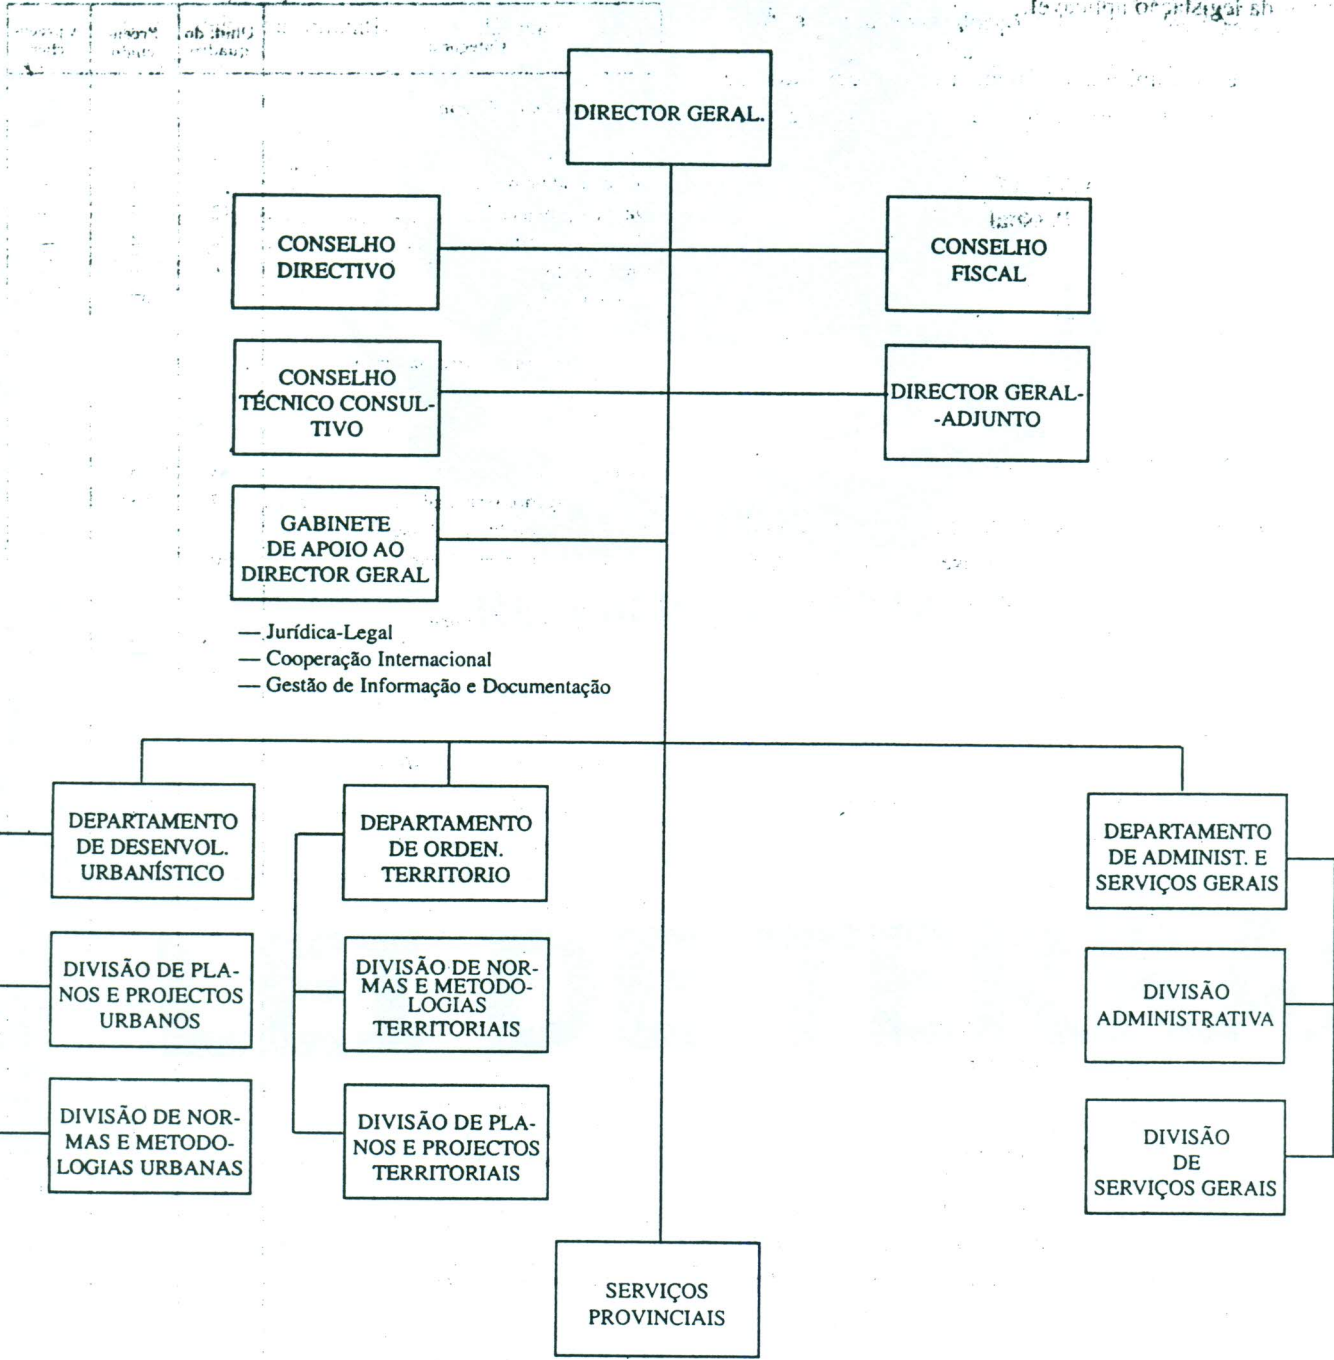 da legislação aplicável.
DIRECTOR GERAL.
CONSELHO
DIRECTIVO
CONSELHO
FISCAL
CONSELHO
TÉCNICO CONSUL-
TIVO
DIRECTOR GERAL-
-ADJUNTO
GABINETE
DE APOIO AO
DIRECTOR GERAL
— Jurídica-Legal
— Cooperação Internacional
— Gestão de Informação e Documentação
DEPARTAMENTO
DE DESENVOL.
URBANÍSTICO
DEPARTAMENTO
DE ORDEN.
TERRITORIO
DEPARTAMENTO
DE ADMINIST. E
SERVIÇOS GERAIS
DIVISÃO DE PLA-
NOS E PROJECTOS
URBANOS
DIVISÃO DE NOR-
MAS E METODO-
LOGIAS
TERRITORIAIS
DIVISÃO
ADMINISTRATIVA
DIVISÃO DE NOR-
MAS E METODO-
LOGIAS URBANAS
DIVISÃO DE PLA-
NOS E PROJECTOS
TERRITORIAIS
DIVISÃO
DE
SERVIÇOS GERAIS
SERVIÇOS
PROVINCIAIS